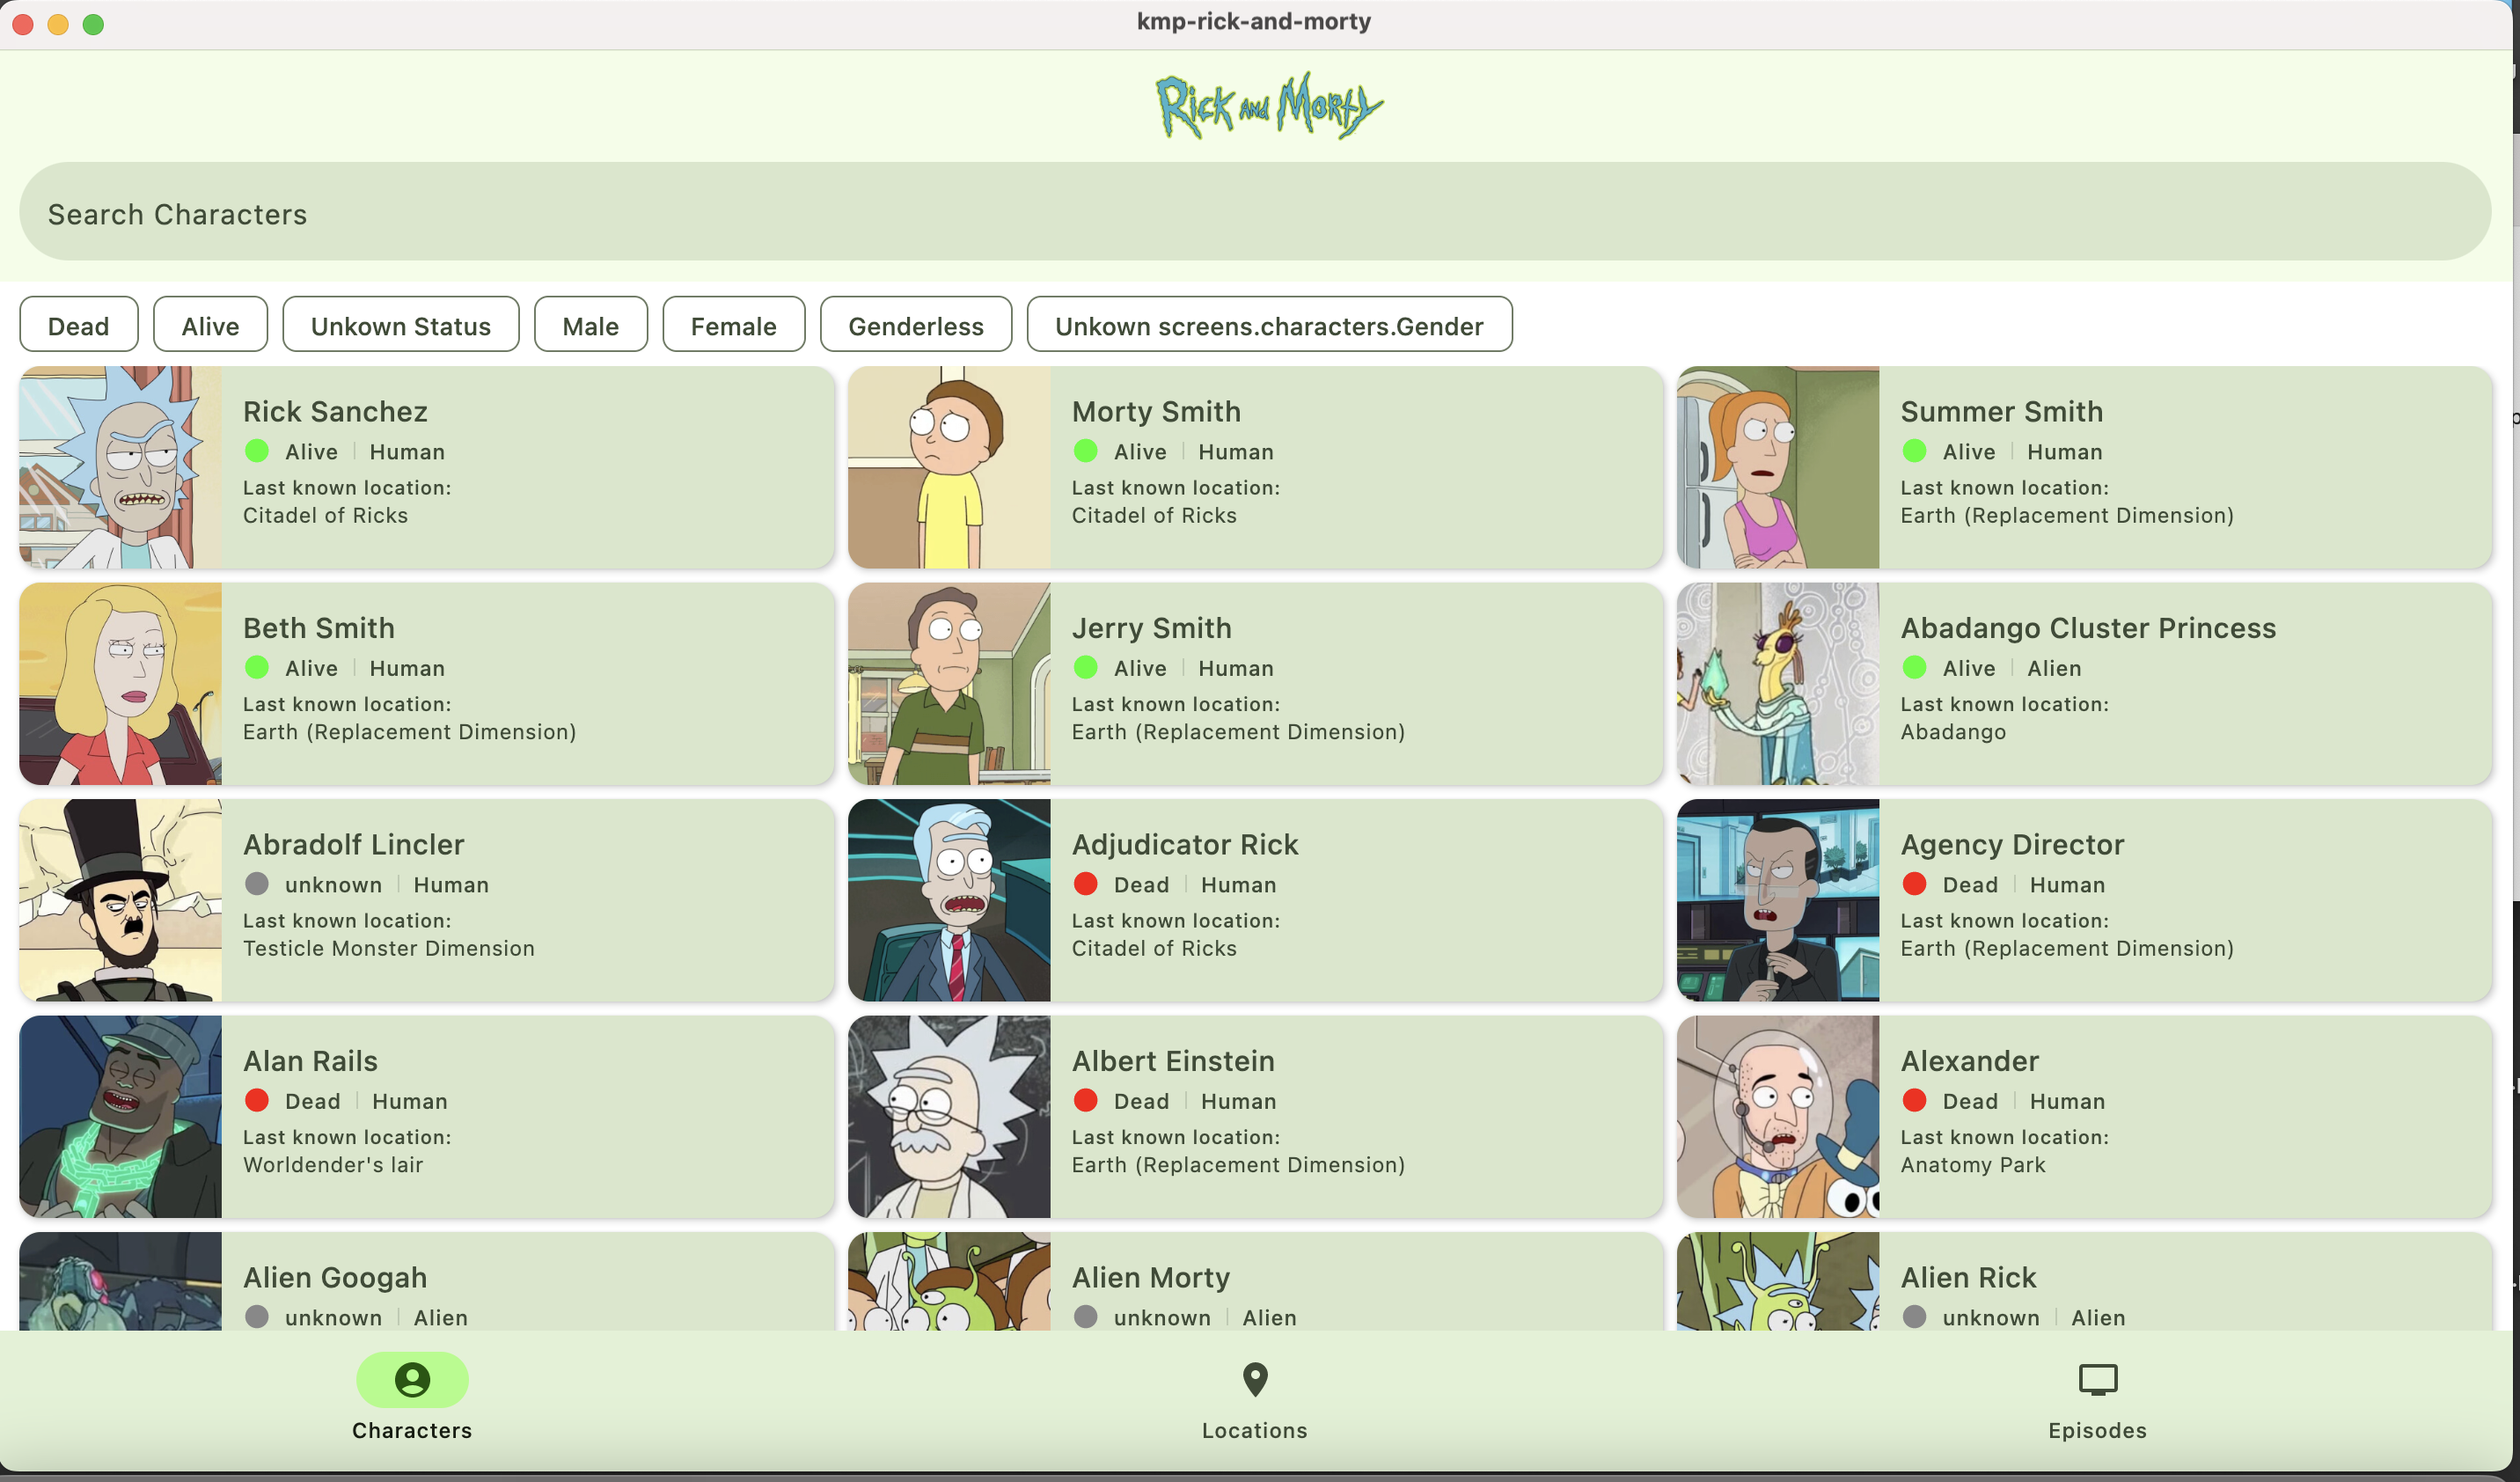 kmp-rick-and-morty
Rick and Morty
Search Characters
Dead Alive Unkown Status Male Female Genderless Unkown screens.characters.Gender
Rick Sanchez
Alive Human
Last known location:
Citadel of Ricks
Morty Smith
Alive Human
Last known location:
Citadel of Ricks
Summer Smith
Alive Human
Last known location:
Earth (Replacement Dimension)
Beth Smith
Alive Human
Last known location:
Earth (Replacement Dimension)
Jerry Smith
Alive Human
Last known location:
Earth (Replacement Dimension)
Abadango Cluster Princess
Alive Alien
Last known location:
Abadango
Abradolf Lincler
unknown Human
Last known location:
Testicle Monster Dimension
Adjudicator Rick
Dead Human
Last known location:
Citadel of Ricks
Agency Director
Dead Human
Last known location:
Earth (Replacement Dimension)
Alan Rails
Dead Human
Last known location:
Worldender's lair
Albert Einstein
Dead Human
Last known location:
Earth (Replacement Dimension)
Alexander
Dead Human
Last known location:
Anatomy Park
Alien Googah
unknown Alien
Alien Morty
unknown Alien
Alien Rick
unknown Alien
Characters Locations Episodes